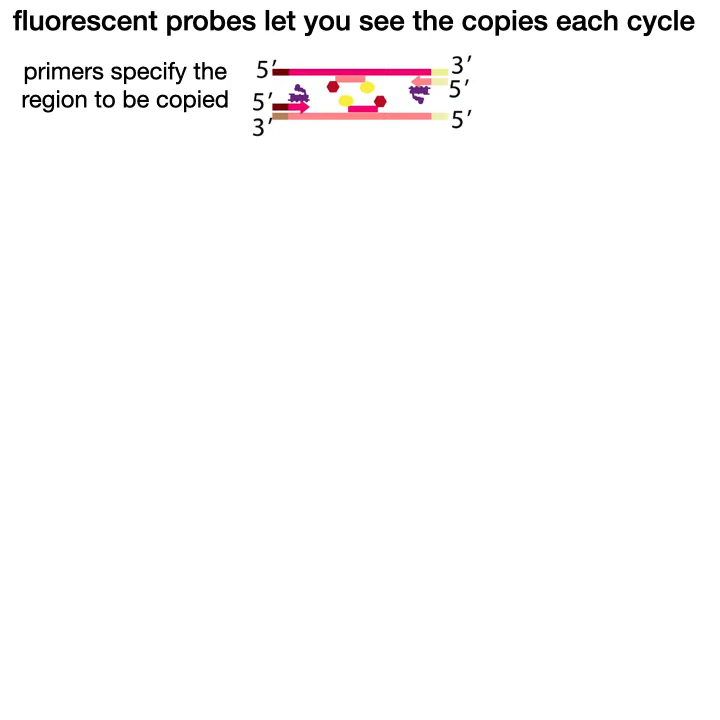 fluorescent probes let you see the copies each cycle
primers specify the
region to be copied
5′ 3′
5′
5′
3′ 5′